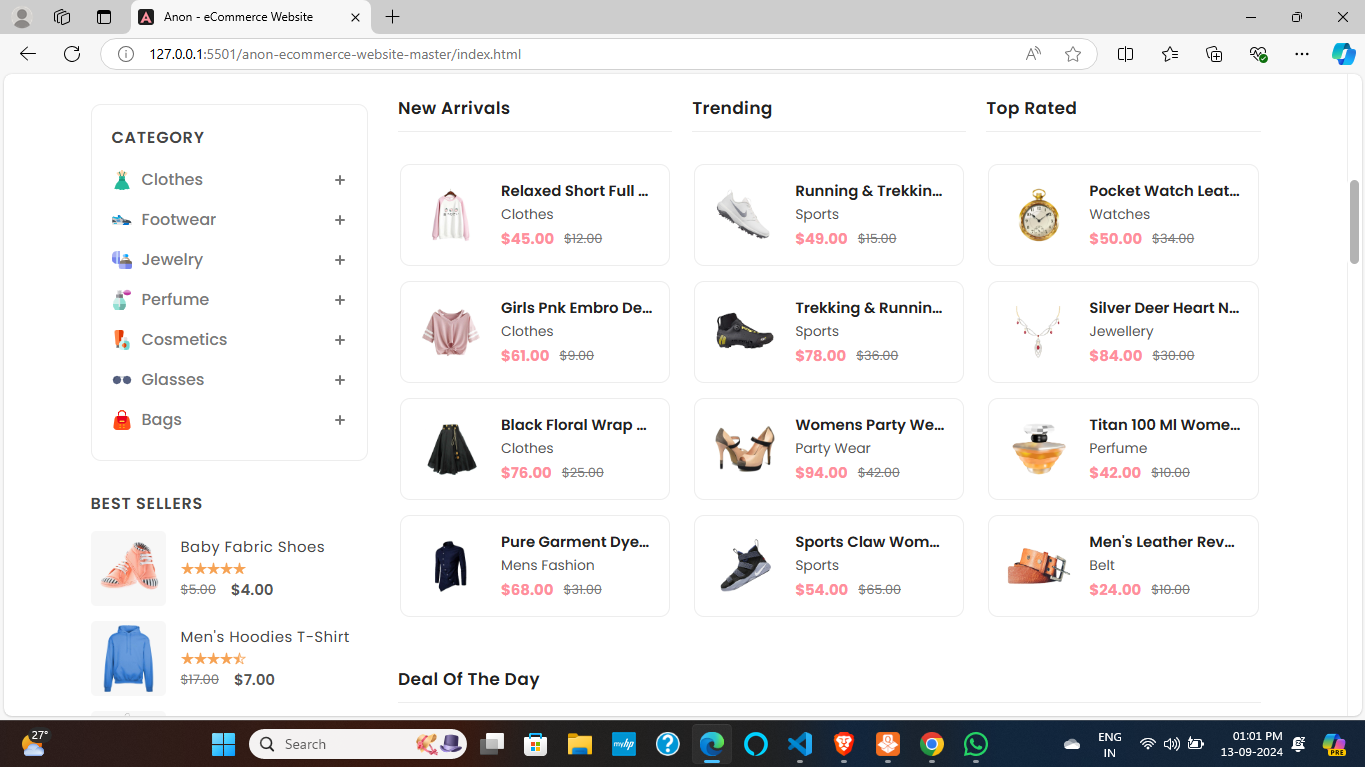 Anon - eCommerce Website
127.0.0.1:5501/anon-ecommerce-website-master/index.html
CATEGORY
Clothes
Footwear
Jewelry
Perfume
Cosmetics
Glasses
Bags
BEST SELLERS
Baby Fabric Shoes
$5.00 $4.00
Men's Hoodies T-Shirt
$17.00 $7.00
New Arrivals
Relaxed Short Full ...
Clothes
$45.00 $12.00
Girls Pnk Embro De...
Clothes
$61.00 $9.00
Black Floral Wrap ...
Clothes
$76.00 $25.00
Pure Garment Dye...
Mens Fashion
$68.00 $31.00
Trending
Running & Trekkin...
Sports
$49.00 $15.00
Trekking & Runnin...
Sports
$78.00 $36.00
Womens Party We...
Party Wear
$94.00 $42.00
Sports Claw Wom...
Sports
$54.00 $65.00
Top Rated
Pocket Watch Leat...
Watches
$50.00 $34.00
Silver Deer Heart N...
Jewellery
$84.00 $30.00
Titan 100 Ml Wome...
Perfume
$42.00 $10.00
Men's Leather Rev...
Belt
$24.00 $10.00
Deal Of The Day
27°
Search
myhp
ENG
IN
01:01 PM
13-09-2024
PRE